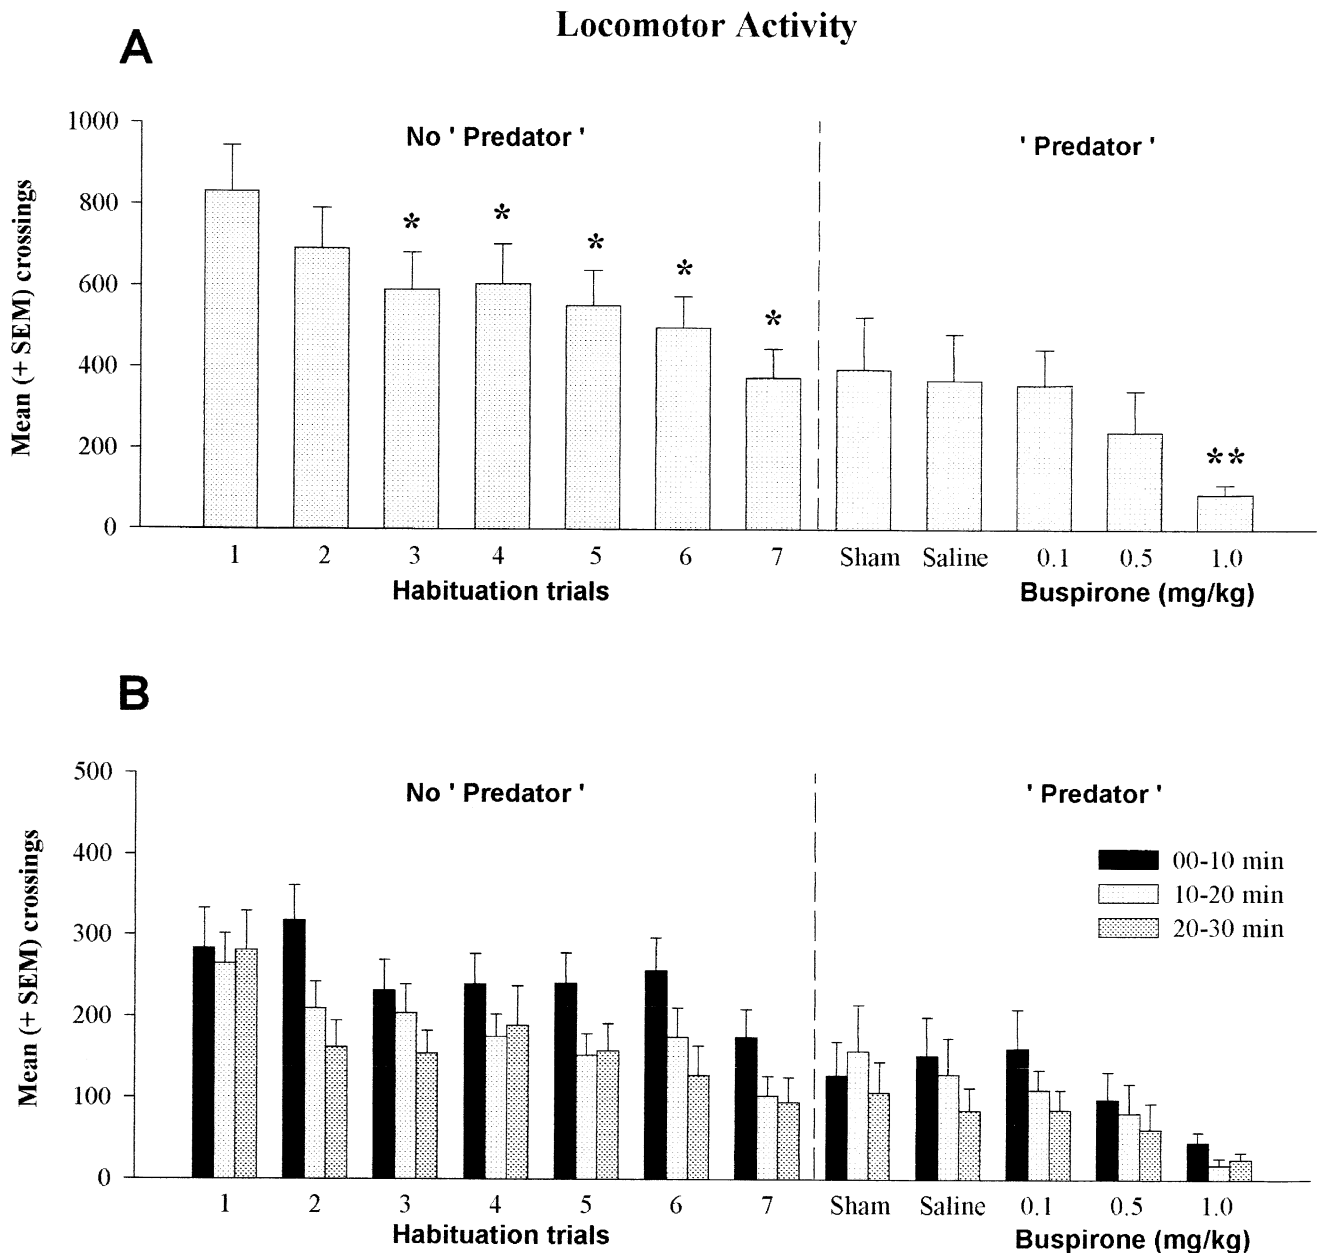 Locomotor Activity
A
No ' Predator '
' Predator '
Mean (+ SEM) crossings
1000
800
600
400
200
0
*
*
*
*
*
**
1 2 3 4 5 6 7 Sham Saline 0.1 0.5 1.0
Habituation trials
Buspirone (mg/kg)
B
No ' Predator '
' Predator '
Mean (+ SEM) crossings
500
400
300
200
100
0
00-10 min
10-20 min
20-30 min
1 2 3 4 5 6 7 Sham Saline 0.1 0.5 1.0
Habituation trials
Buspirone (mg/kg)